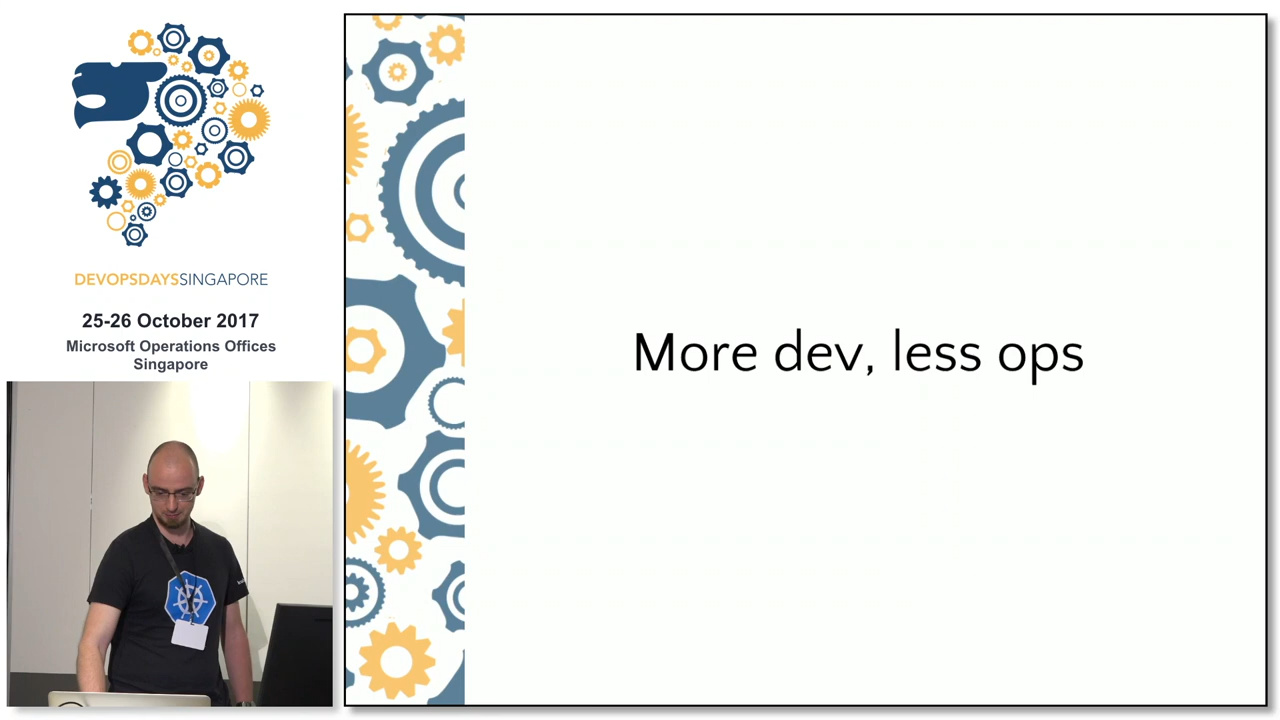 DEVOPSDAYSSINGAPORE
25-26 October 2017
Microsoft Operations Offices
Singapore
More dev, less ops